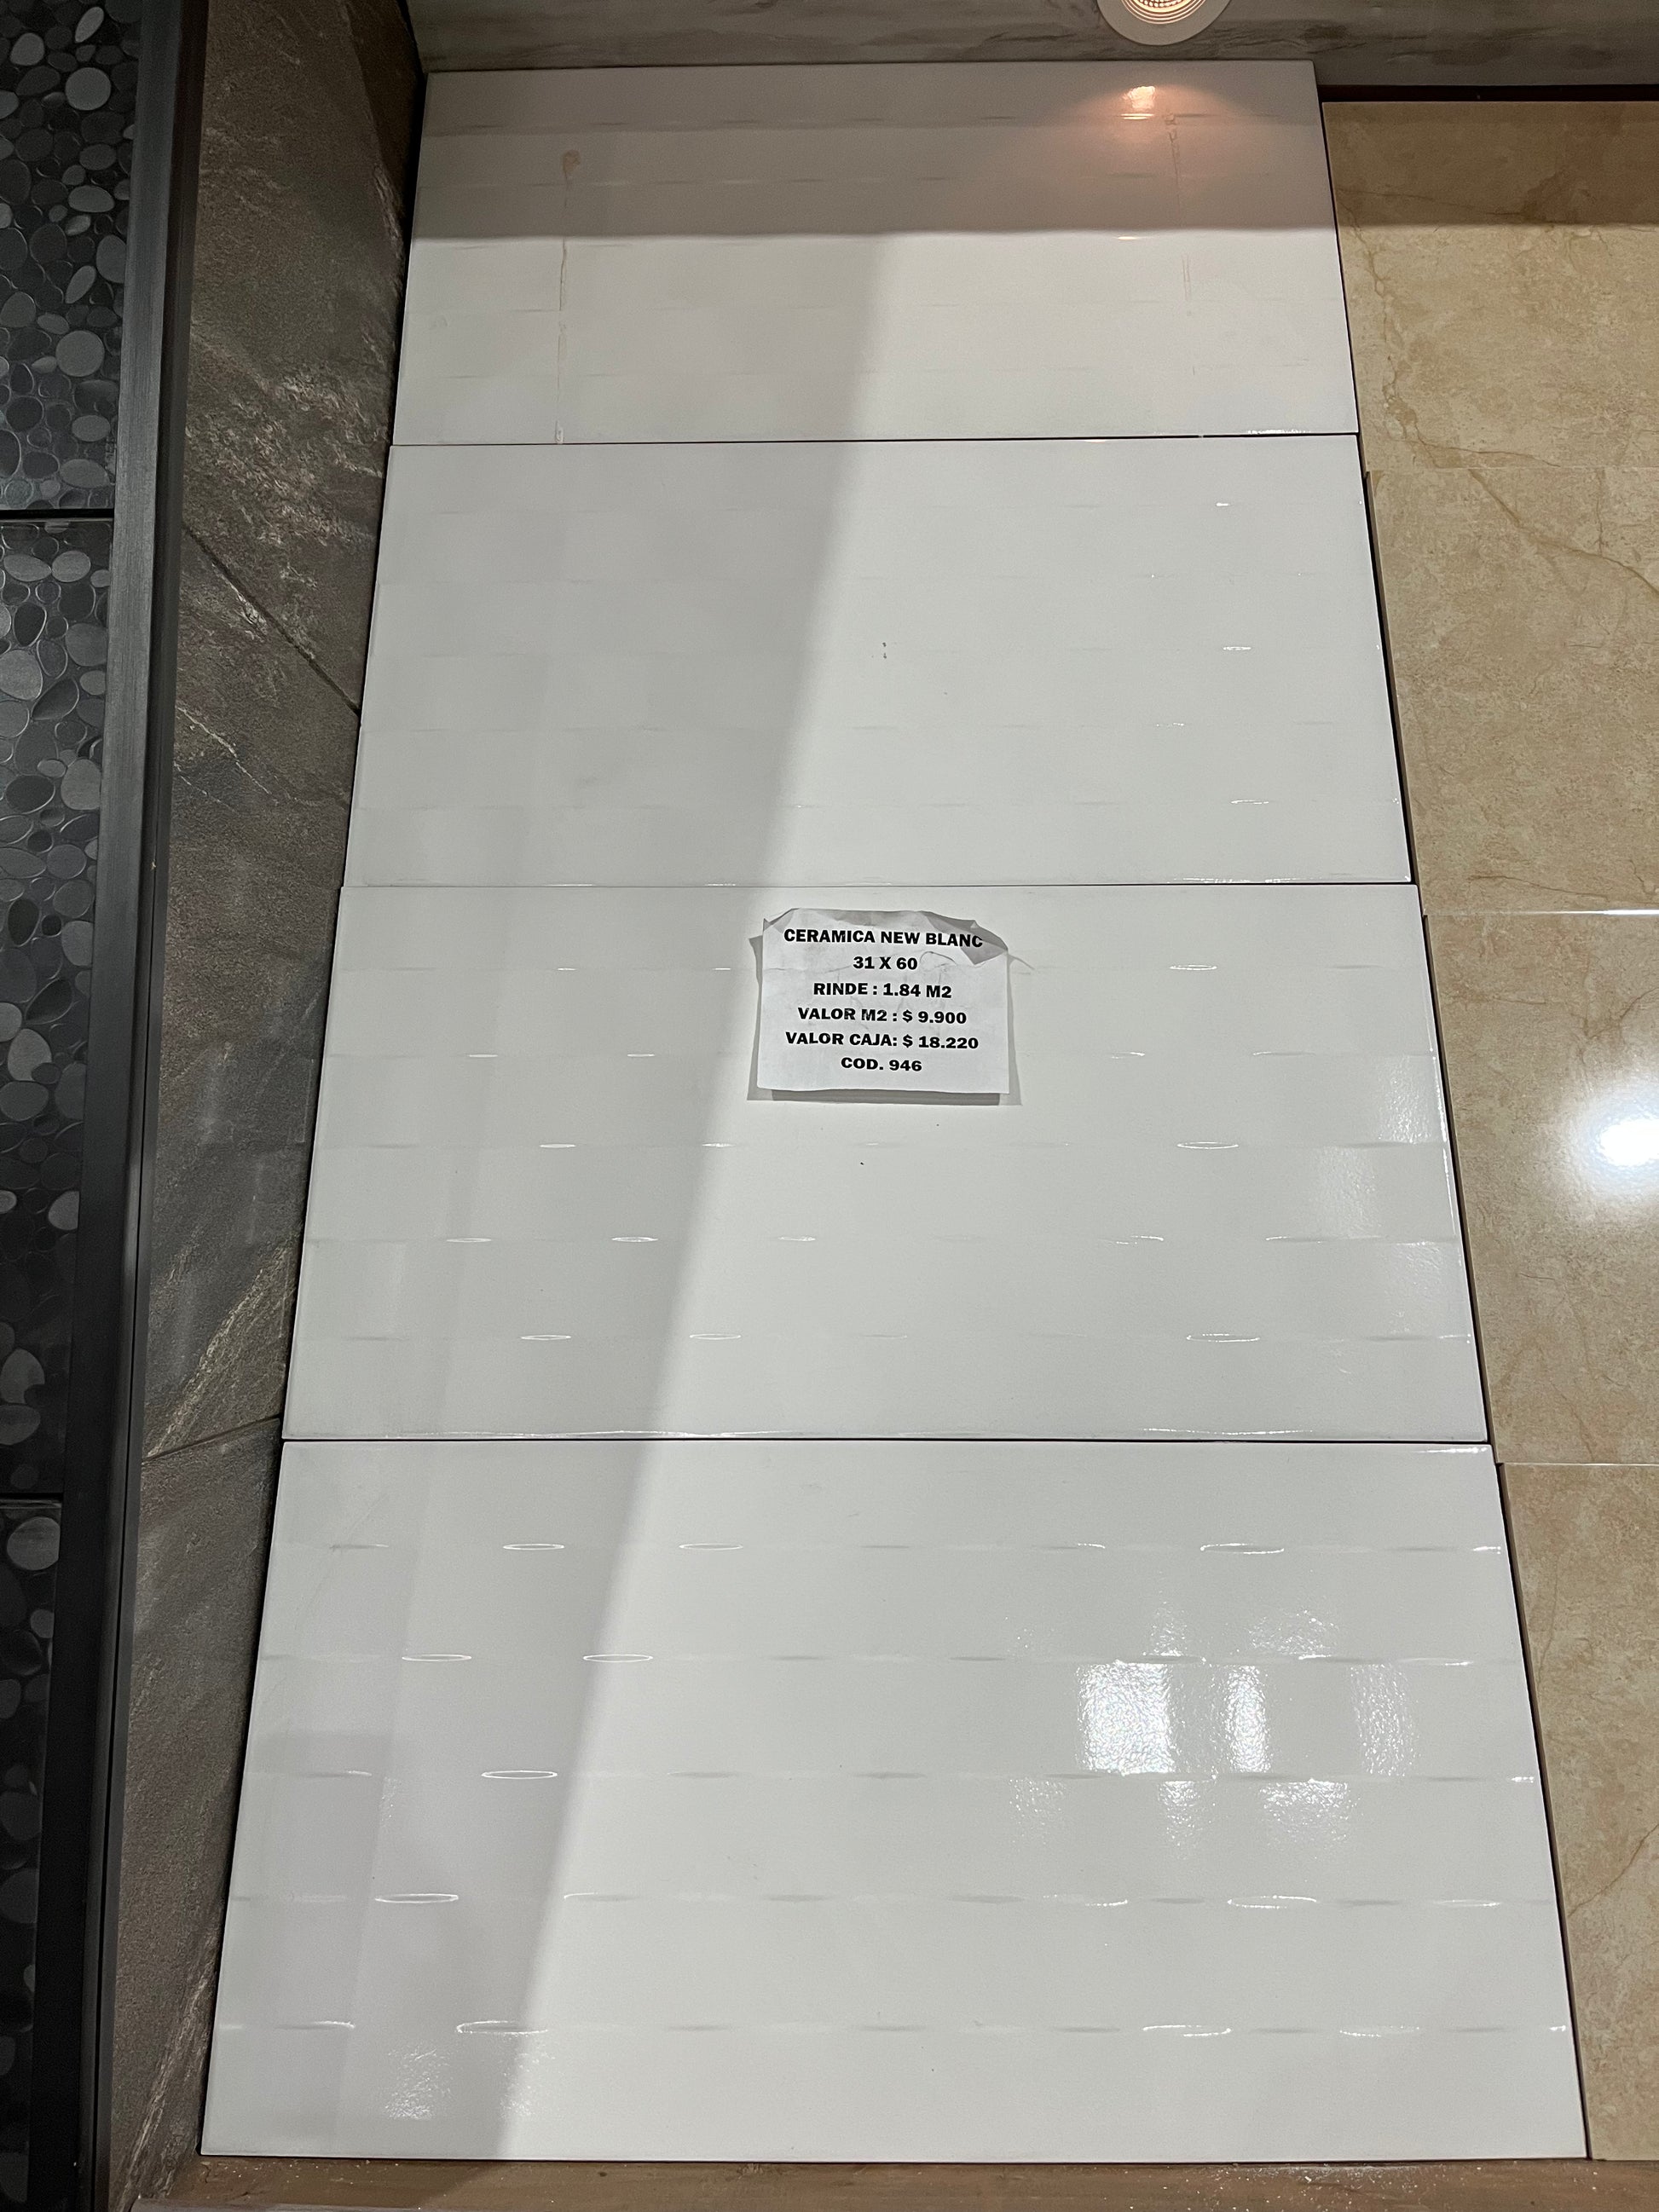 CERAMICA NEW BLANC
31 X 60
RINDE : 1.84 M2
VALOR M2 : $ 9.900
VALOR CAJA: $ 18.220
COD. 946